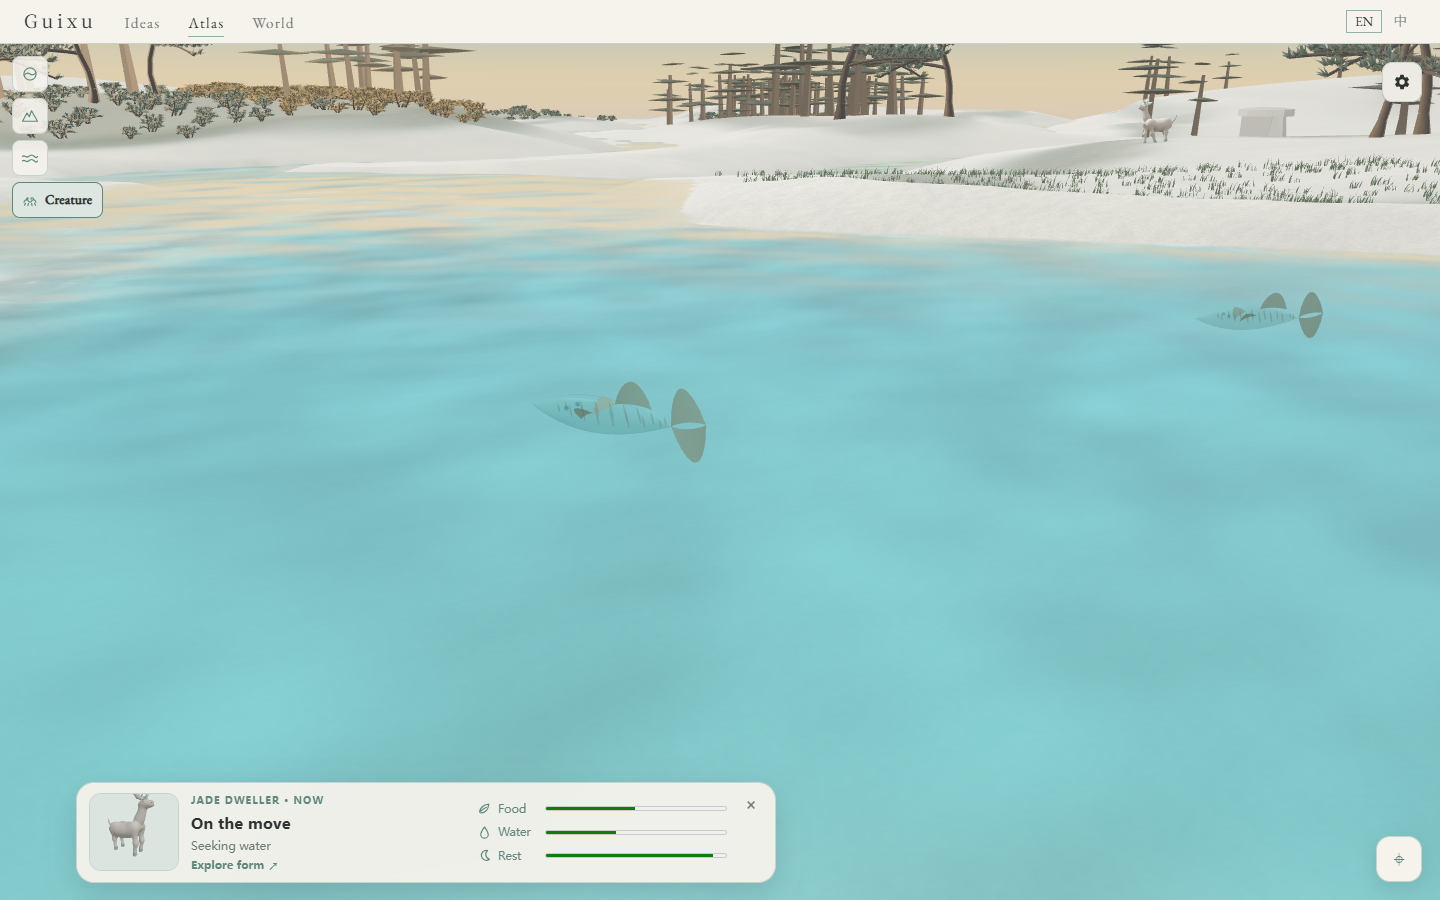 Guixu Ideas Atlas World EN 中
Creature
JADE DWELLER • NOW
On the move
Seeking water
Explore form ↗
Food
Water
Rest